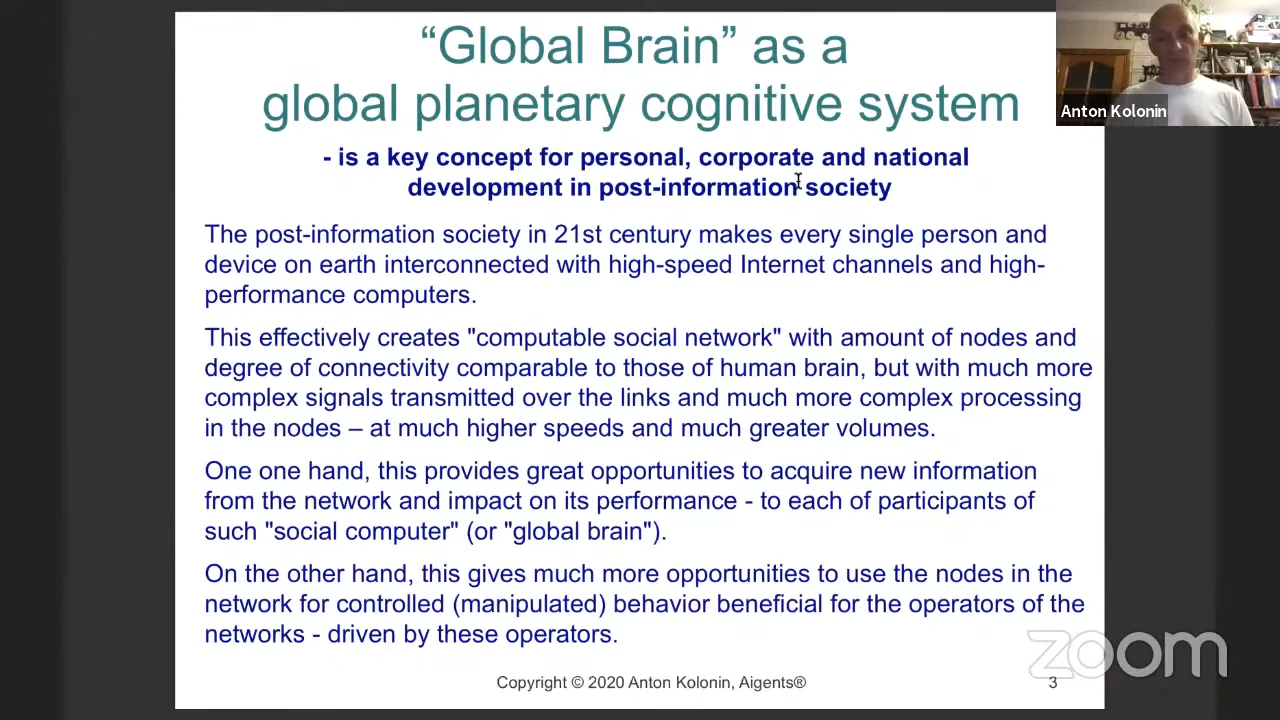 “Global Brain” as a
global planetary cognitive system
- is a key concept for personal, corporate and national
development in post-information society
The post-information society in 21st century makes every single person and
device on earth interconnected with high-speed Internet channels and high-
performance computers.
This effectively creates "computable social network" with amount of nodes and
degree of connectivity comparable to those of human brain, but with much more
complex signals transmitted over the links and much more complex processing
in the nodes – at much higher speeds and much greater volumes.
One one hand, this provides great opportunities to acquire new information
from the network and impact on its performance - to each of participants of
such "social computer" (or "global brain").
On the other hand, this gives much more opportunities to use the nodes in the
network for controlled (manipulated) behavior beneficial for the operators of the
networks - driven by these operators.
Copyright © 2020 Anton Kolonin, Aigents®
3
Anton Kolonin
zoom